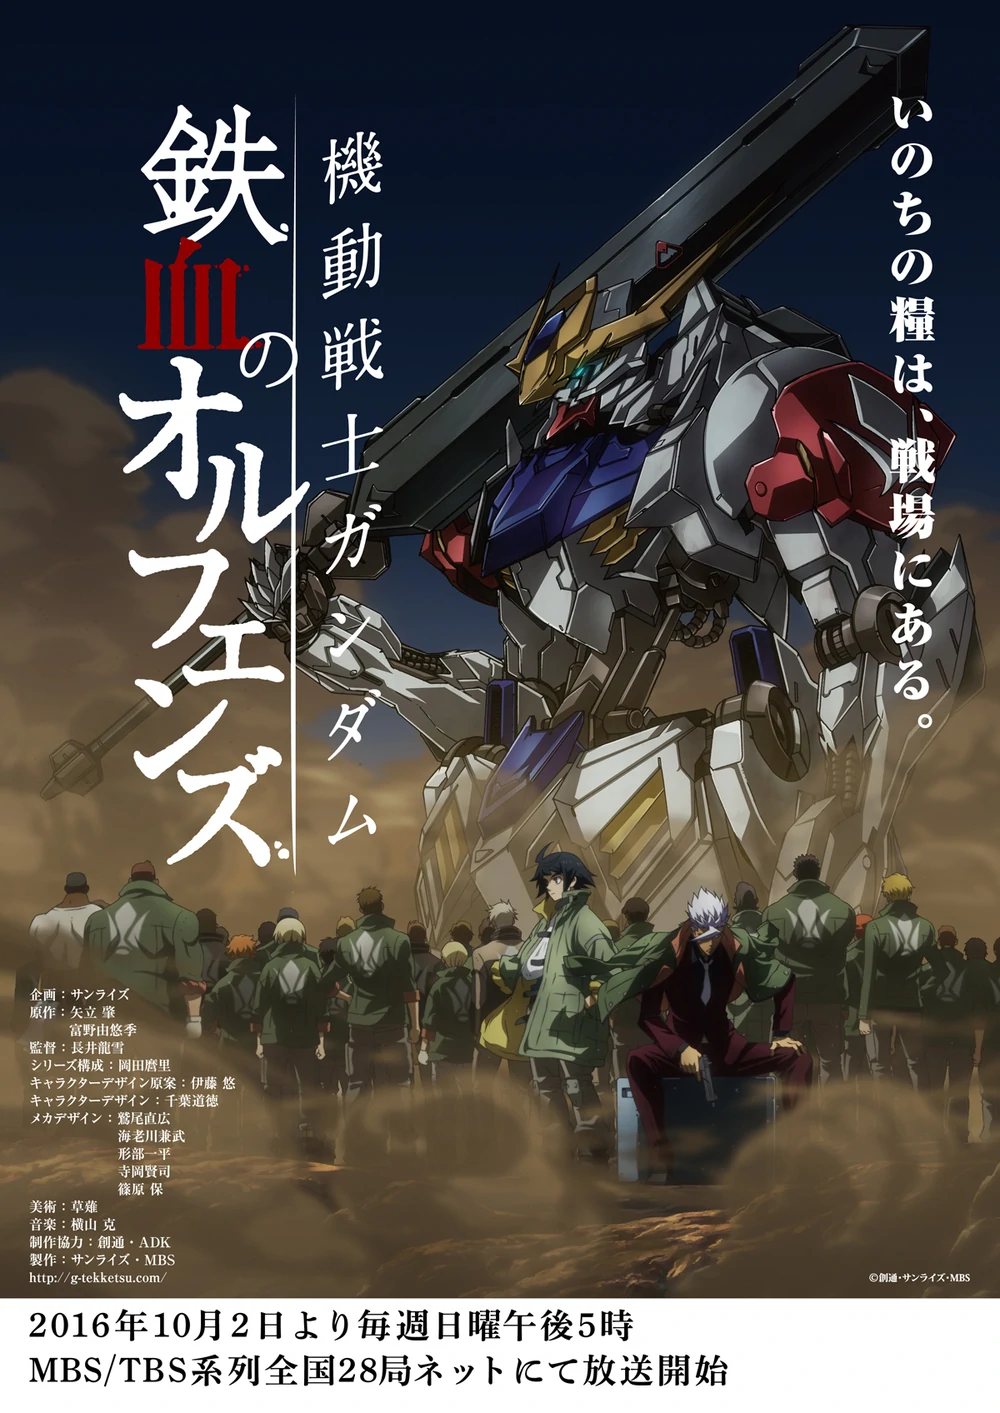 いのちの糧は、戦場にある。
機動戦士ガンダム
鉄血のオルフェンズ
企画：サンライズ
原作：矢立 肇
富野由悠季
監督：長井龍雪
シリーズ構成：岡田麿里
キャラクターデザイン原案：伊藤 悠
キャラクターデザイン：千葉道徳
メカデザイン：鷲尾直広
海老川兼武
形部一平
寺岡賢司
篠原 保
美術：草薙
音楽：横山 克
制作協力：創通・ADK
製作：サンライズ・MBS
http://g-tekketsu.com/
©創通・サンライズ・MBS
2016年10月2日より毎週日曜午後5時
MBS/TBS系列全国28局ネットにて放送開始